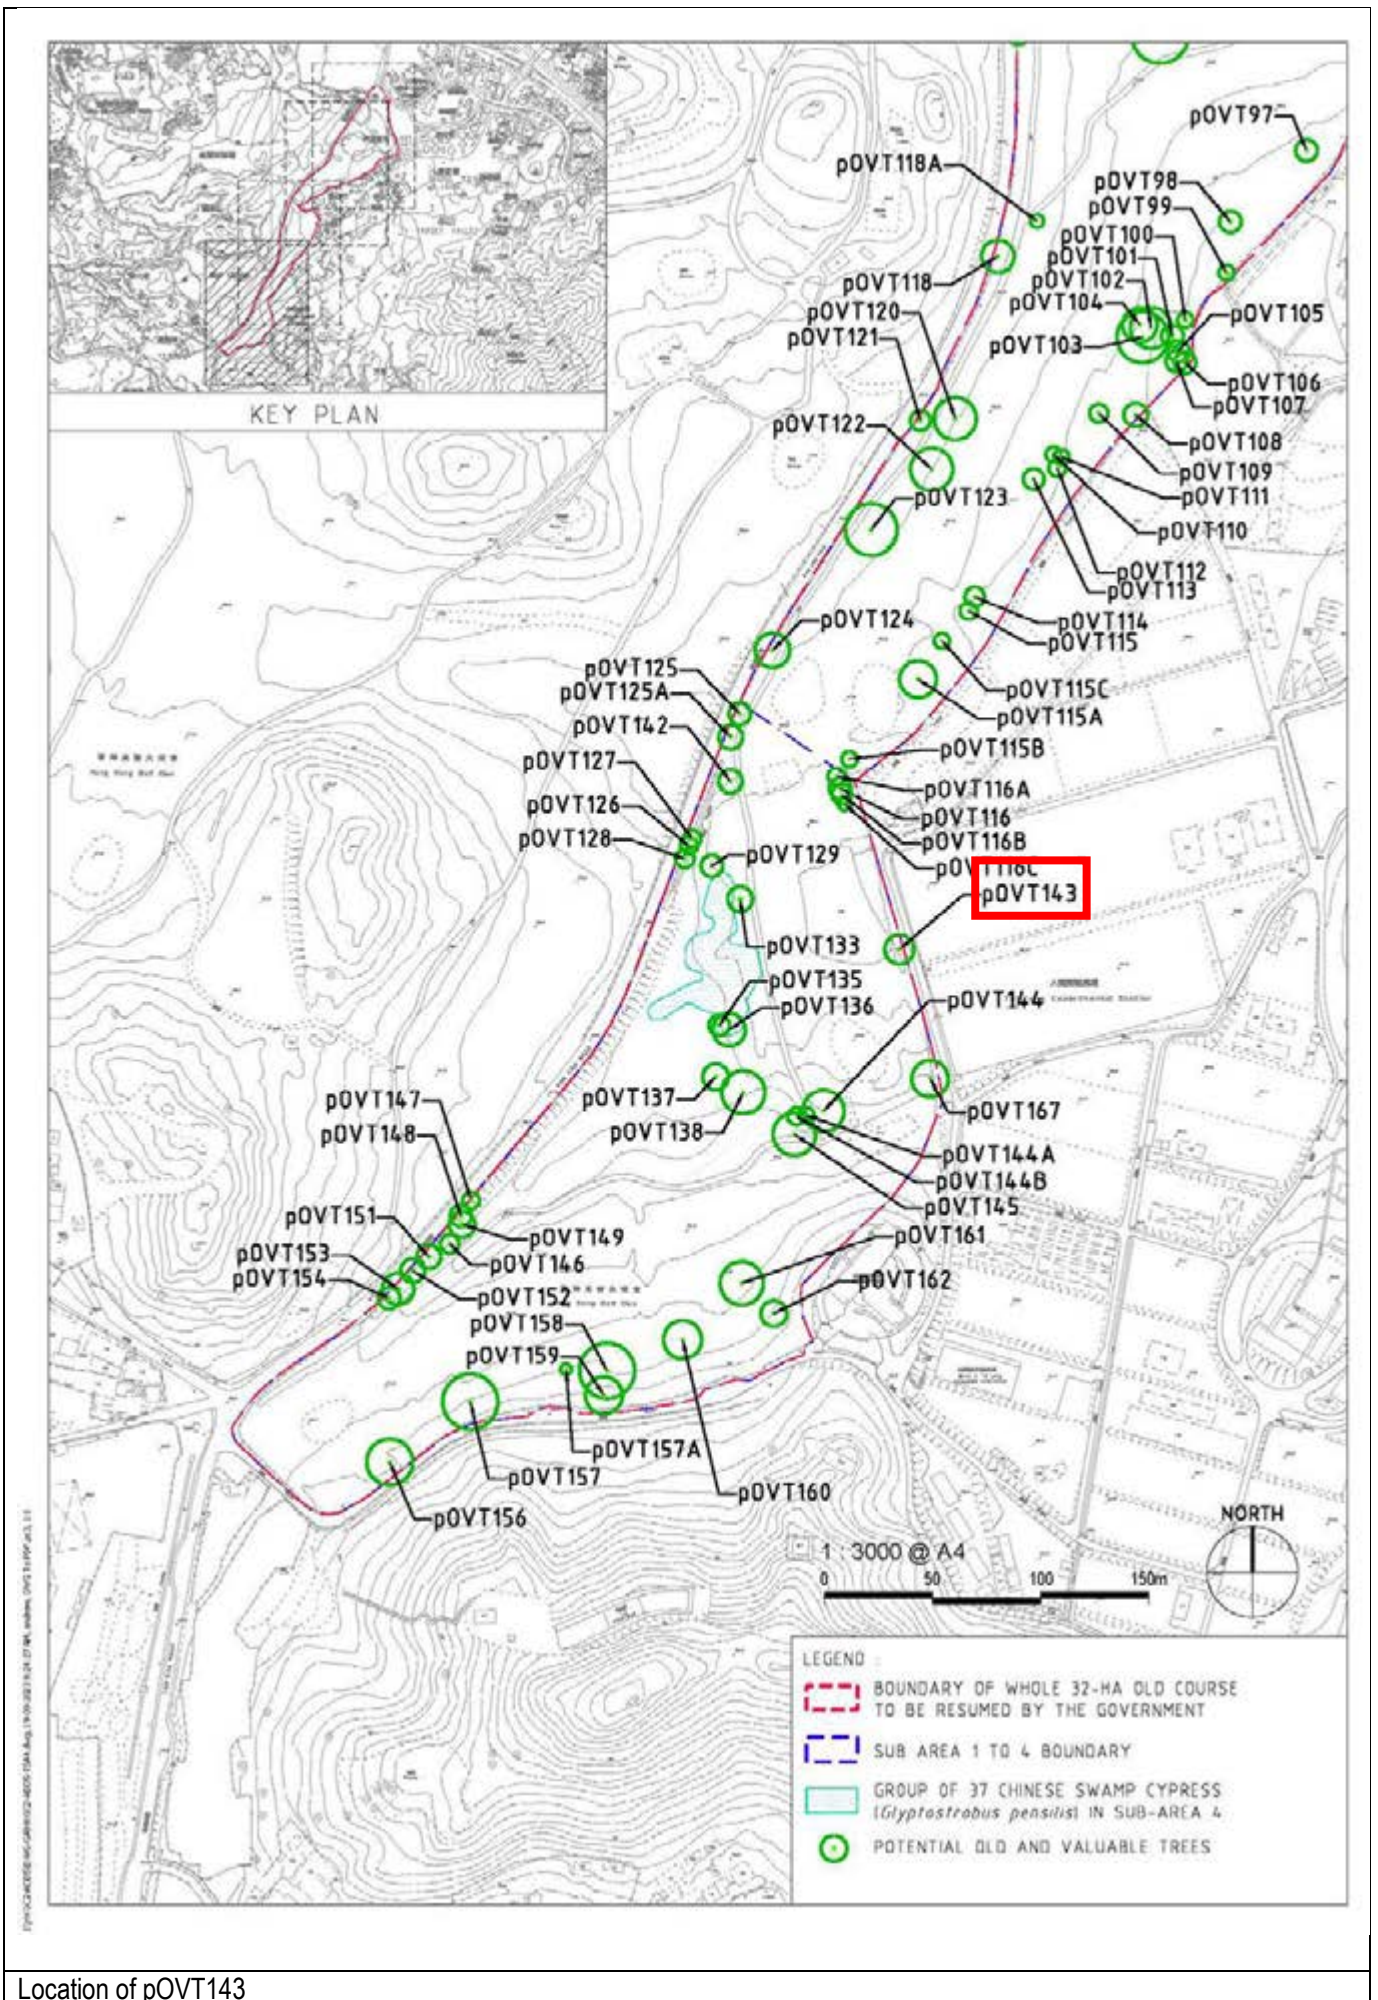 KEY PLAN
pOVT97
pOVT118A
pOVT98
pOVT99
pOVT100
pOVT101
pOVT102
pOVT104
pOVT118
pOVT120
pOVT105
pOVT121
pOVT103
pOVT106
pOVT107
pOVT122
pOVT108
pOVT109
pOVT111
pOVT123
pOVT110
pOVT112
pOVT113
pOVT124
pOVT114
pOVT115
pOVT125
pOVT125A
pOVT115C
pOVT142
pOVT115A
pOVT115B
pOVT127
pOVT116A
pOVT126
pOVT116
pOVT128
pOVT116B
pOVT129
pOVT116C
pOVT143
pOVT133
pOVT135
pOVT136
pOVT144
Experimental Station
pOVT137
pOVT147
pOVT167
pOVT138
pOVT148
pOVT144A
pOVT144B
pOVT145
pOVT151
pOVT161
pOVT149
pOVT153
pOVT146
pOVT154
pOVT162
pOVT152
pOVT158
pOVT159
pOVT157A
pOVT157
pOVT160
pOVT156
NORTH
1 : 3000 @ A4
0 50 100 150m
LEGEND :
BOUNDARY OF WHOLE 32-HA OLD COURSE
TO BE RESUMED BY THE GOVERNMENT
SUB AREA 1 TO 4 BOUNDARY
GROUP OF 37 CHINESE SWAMP CYPRESS
(Glyptostrobus pensilis) IN SUB-AREA 4
POTENTIAL OLD AND VALUABLE TREES
Location of pOVT143